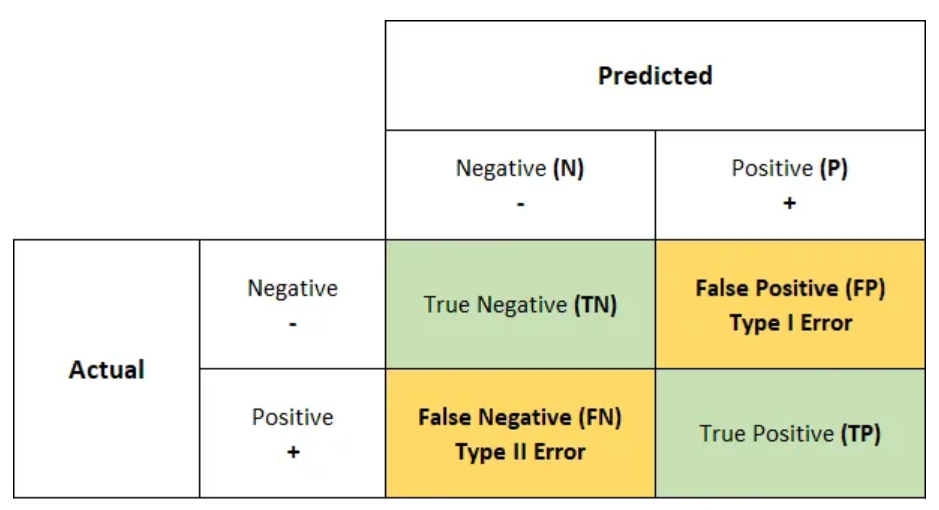 Predicted
Negative (N)
-
Positive (P)
+
Actual
Negative
-
True Negative (TN)
False Positive (FP)
Type I Error
Positive
+
False Negative (FN)
Type II Error
True Positive (TP)